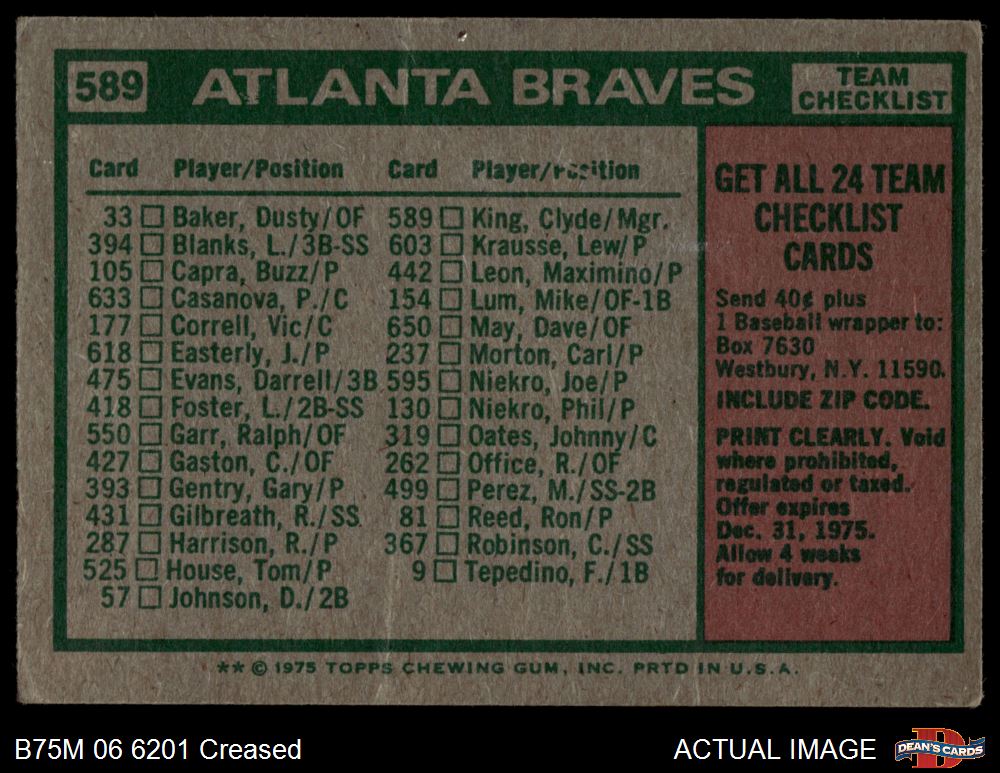 589 ATLANTA BRAVES TEAM CHECKLIST
Card Player/Position Card Player/Position
33 Baker, Dusty/OF
394 Blanks, L./3B-SS
105 Capra, Buzz/P
633 Casanova, P./C
177 Correll, Vic/C
618 Easterly, J./P
475 Evans, Darrell/3B
418 Foster, L./2B-SS
550 Garr, Ralph/OF
427 Gaston, C./OF
393 Gentry, Gary/P
431 Gilbreath, R./SS
287 Harrison, R./P
525 House, Tom/P
57 Johnson, D./2B
589 King, Clyde/Mgr.
603 Krausse, Lew/P
442 Leon, Maximino/P
154 Lum, Mike/OF-1B
650 May, Dave/OF
237 Morton, Carl/P
595 Niekro, Joe/P
130 Niekro, Phil/P
319 Oates, Johnny/C
262 Office, R./OF
499 Perez, M./SS-2B
81 Reed, Ron/P
367 Robinson, C./SS
9 Tepedino, F./1B
GET ALL 24 TEAM
CHECKLIST
CARDS
Send 40¢ plus
1 Baseball wrapper to:
Box 7630
Westbury, N.Y. 11590.
INCLUDE ZIP CODE.
PRINT CLEARLY. Void
where prohibited,
regulated or taxed.
Offer expires
Dec. 31, 1975.
Allow 4 weeks
for delivery.
** © 1975 TOPPS CHEWING GUM, INC. PRTD IN U.S.A.
B75M 06 6201 Creased
ACTUAL IMAGE
DEAN'S CARDS